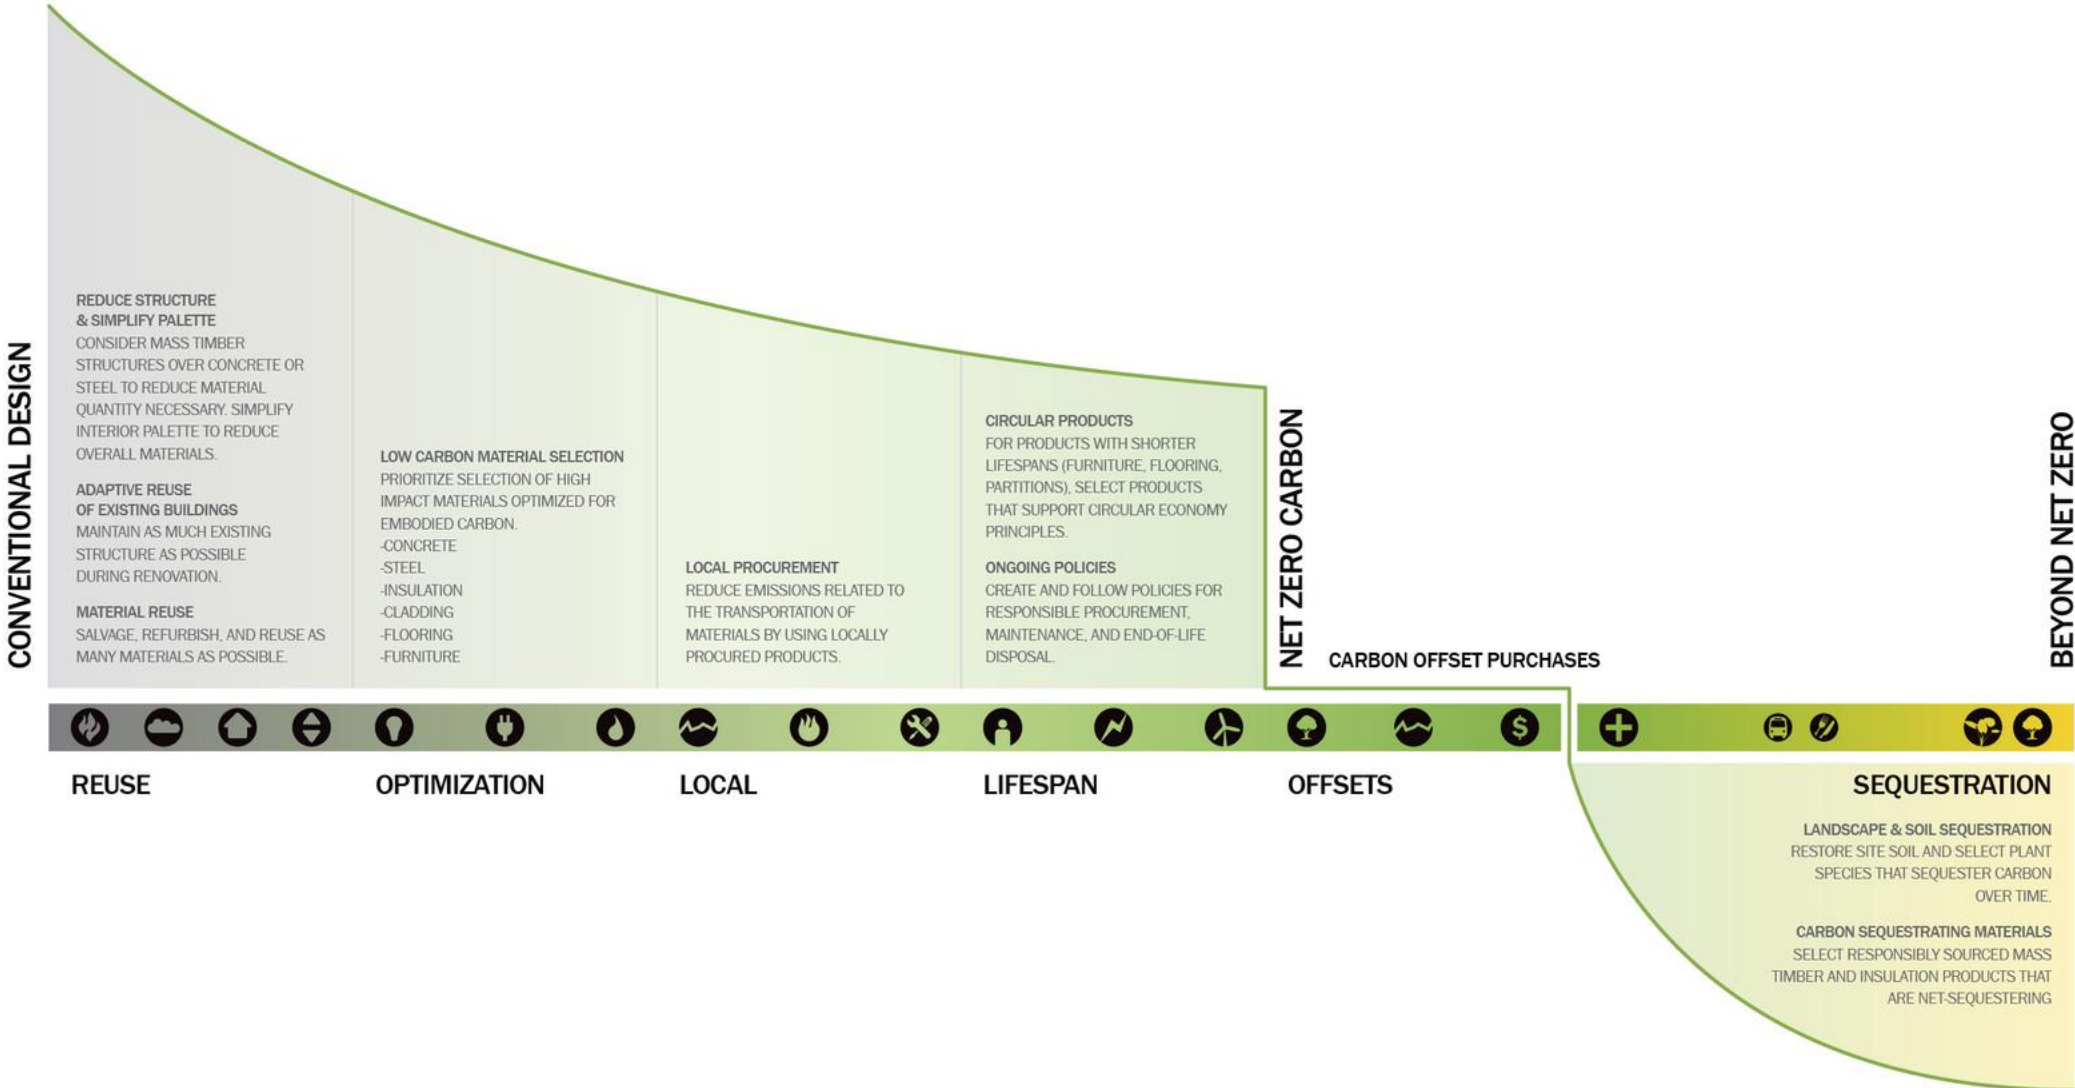 CONVENTIONAL DESIGN
REDUCE STRUCTURE
& SIMPLIFY PALETTE
CONSIDER MASS TIMBER
STRUCTURES OVER CONCRETE OR
STEEL TO REDUCE MATERIAL
QUANTITY NECESSARY. SIMPLIFY
INTERIOR PALETTE TO REDUCE
OVERALL MATERIALS.
ADAPTIVE REUSE
OF EXISTING BUILDINGS
MAINTAIN AS MUCH EXISTING
STRUCTURE AS POSSIBLE
DURING RENOVATION.
MATERIAL REUSE
SALVAGE, REFURBISH, AND REUSE AS
MANY MATERIALS AS POSSIBLE.
LOW CARBON MATERIAL SELECTION
PRIORITIZE SELECTION OF HIGH
IMPACT MATERIALS OPTIMIZED FOR
EMBODIED CARBON.
-CONCRETE
-STEEL
-INSULATION
-CLADDING
-FLOORING
-FURNITURE
LOCAL PROCUREMENT
REDUCE EMISSIONS RELATED TO
THE TRANSPORTATION OF
MATERIALS BY USING LOCALLY
PROCURED PRODUCTS.
CIRCULAR PRODUCTS
FOR PRODUCTS WITH SHORTER
LIFESPANS (FURNITURE, FLOORING,
PARTITIONS), SELECT PRODUCTS
THAT SUPPORT CIRCULAR ECONOMY
PRINCIPLES.
ONGOING POLICIES
CREATE AND FOLLOW POLICIES FOR
RESPONSIBLE PROCUREMENT,
MAINTENANCE, AND END-OF-LIFE
DISPOSAL.
NET ZERO CARBON
CARBON OFFSET PURCHASES
BEYOND NET ZERO
$
REUSE
OPTIMIZATION
LOCAL
LIFESPAN
OFFSETS
SEQUESTRATION
LANDSCAPE & SOIL SEQUESTRATION
RESTORE SITE SOIL AND SELECT PLANT
SPECIES THAT SEQUESTER CARBON
OVER TIME.
CARBON SEQUESTRATING MATERIALS
SELECT RESPONSIBLY SOURCED MASS
TIMBER AND INSULATION PRODUCTS THAT
ARE NET-SEQUESTERING